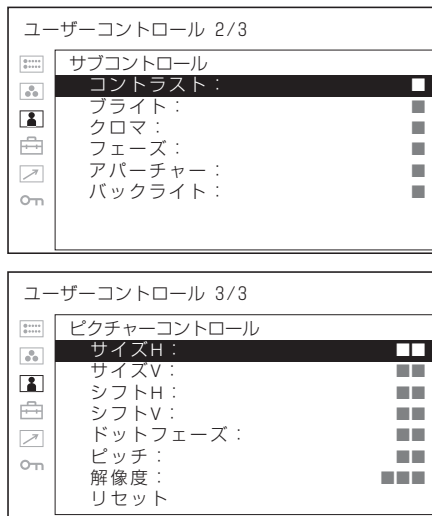 ユーザーコントロール 2/3
サブコントロール
コントラスト：
ブライト：
クロマ：
フェーズ：
アパーチャー：
バックライト：
ユーザーコントロール 3/3
ピクチャーコントロール
サイズH：
サイズV：
シフトH：
シフトV：
ドットフェーズ：
ピッチ：
解像度：
リセット